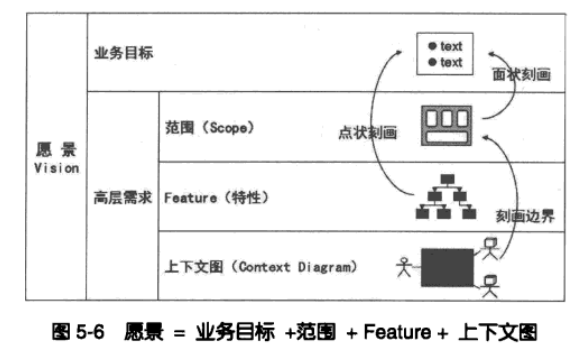 愿 景
Vision
业务目标
● text
● text
面状刻画
高层需求
范围（Scope）
点状刻画
Feature（特性）
刻画边界
上下文图（Context Diagram）
图 5-6 愿景 = 业务目标 +范围 + Feature + 上下文图